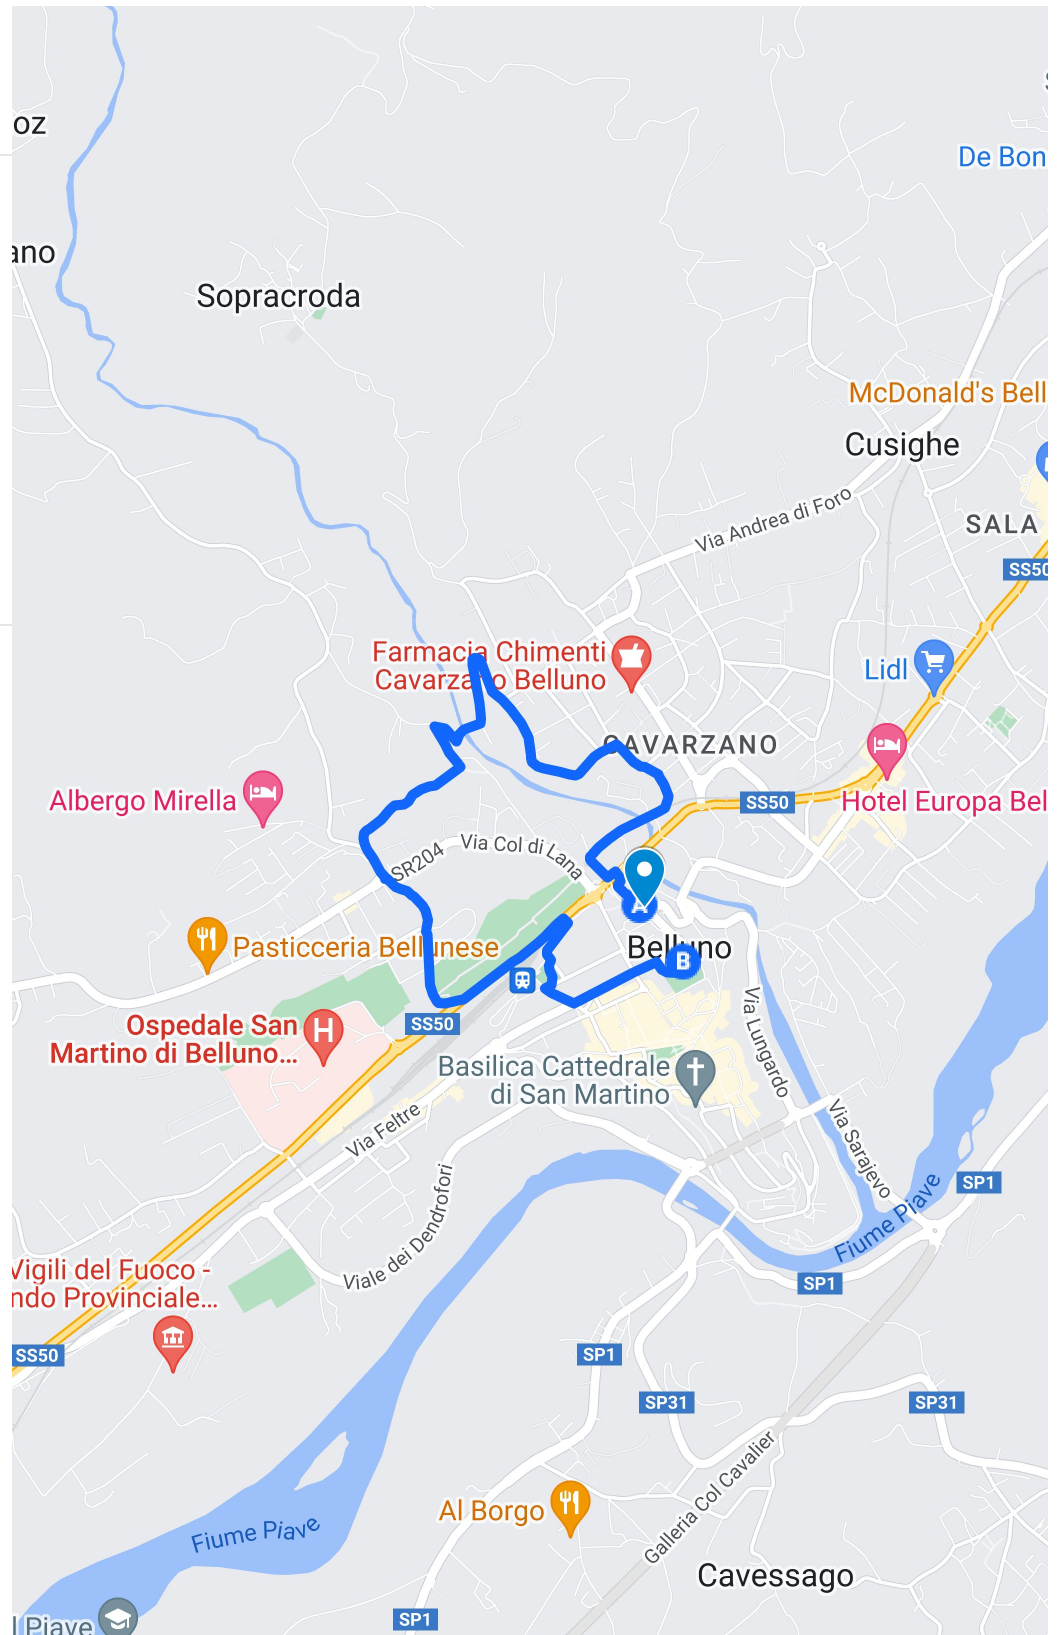 oz
De Bon
ano
Sopracroda
McDonald's Bell
Cusighe
Via Andrea di Foro
SALA
SS50
Farmacia Chimenti
Cavarzano Belluno
Lidl
CAVARZANO
Albergo Mirella
SS50
Hotel Europa Bel
SR204
Via Col di Lana
A
Pasticceria Bellunese
Belluno
B
Ospedale San
Martino di Belluno...
H
SS50
Via Lungardo
Basilica Cattedrale
di San Martino
Via Feltre
Via Sarajevo
SP1
Viale dei Dendrofori
Fiume Piave
Vigili del Fuoco -
ndo Provinciale...
SP1
SS50
SP1
SP31
SP31
Galleria Col Cavalier
Al Borgo
Fiume Piave
Cavessago
l Piave
SP1